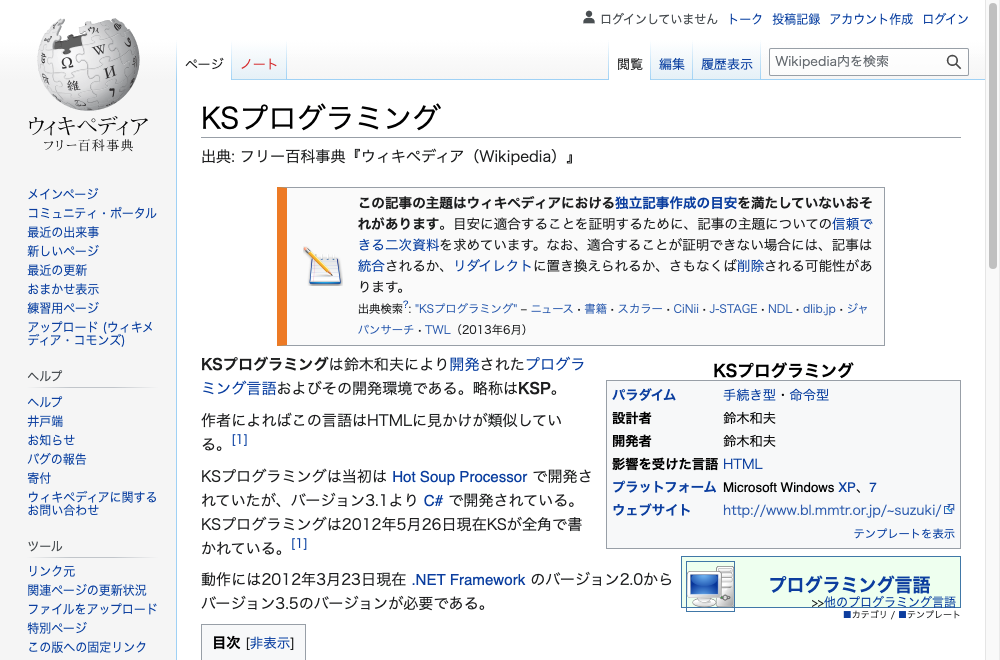 ログインしていません トーク 投稿記録 アカウント作成 ログイン
ページ ノート 閲覧 編集 履歴表示 Wikipedia内を検索
Ω W И 維
ウィキペディア
フリー百科事典
メインページ
コミュニティ・ポータル
最近の出来事
新しいページ
最近の更新
おまかせ表示
練習用ページ
アップロード (ウィキメ
ディア・コモンズ)
ヘルプ
ヘルプ
井戸端
お知らせ
バグの報告
寄付
ウィキペディアに関する
お問い合わせ
ツール
リンク元
関連ページの更新状況
ファイルをアップロード
特別ページ
この版への固定リンク
KSプログラミング
出典: フリー百科事典『ウィキペディア（Wikipedia）』
この記事の主題はウィキペディアにおける独立記事作成の目安を満たしていないおそ
れがあります。目安に適合することを証明するために、記事の主題についての信頼で
きる二次資料を求めています。なお、適合することが証明できない場合には、記事は
統合されるか、リダイレクトに置き換えられるか、さもなくば削除される可能性があ
ります。
出典検索?: "KSプログラミング" – ニュース · 書籍 · スカラー · CiNii · J-STAGE · NDL · dlib.jp · ジャ
パンサーチ · TWL（2013年6月）
KSプログラミングは鈴木和夫により開発されたプログラ
ミング言語およびその開発環境である。略称はKSP。
作者によればこの言語はHTMLに見かけが類似してい
る。[1]
KSプログラミングは当初は Hot Soup Processor で開発さ
れていたが、バージョン3.1より C# で開発されている。
KSプログラミングは2012年5月26日現在KSが全角で書
かれている。[1]
動作には2012年3月23日現在 .NET Framework のバージョン2.0から
バージョン3.5のバージョンが必要である。
目次 [非表示]
KSプログラミング
パラダイム 手続き型・命令型
設計者 鈴木和夫
開発者 鈴木和夫
影響を受けた言語 HTML
プラットフォーム Microsoft Windows XP、7
ウェブサイト http://www.bl.mmtr.or.jp/~suzuki/
テンプレートを表示
プログラミング言語
>>他のプログラミング言語
■カテゴリ / ■テンプレート